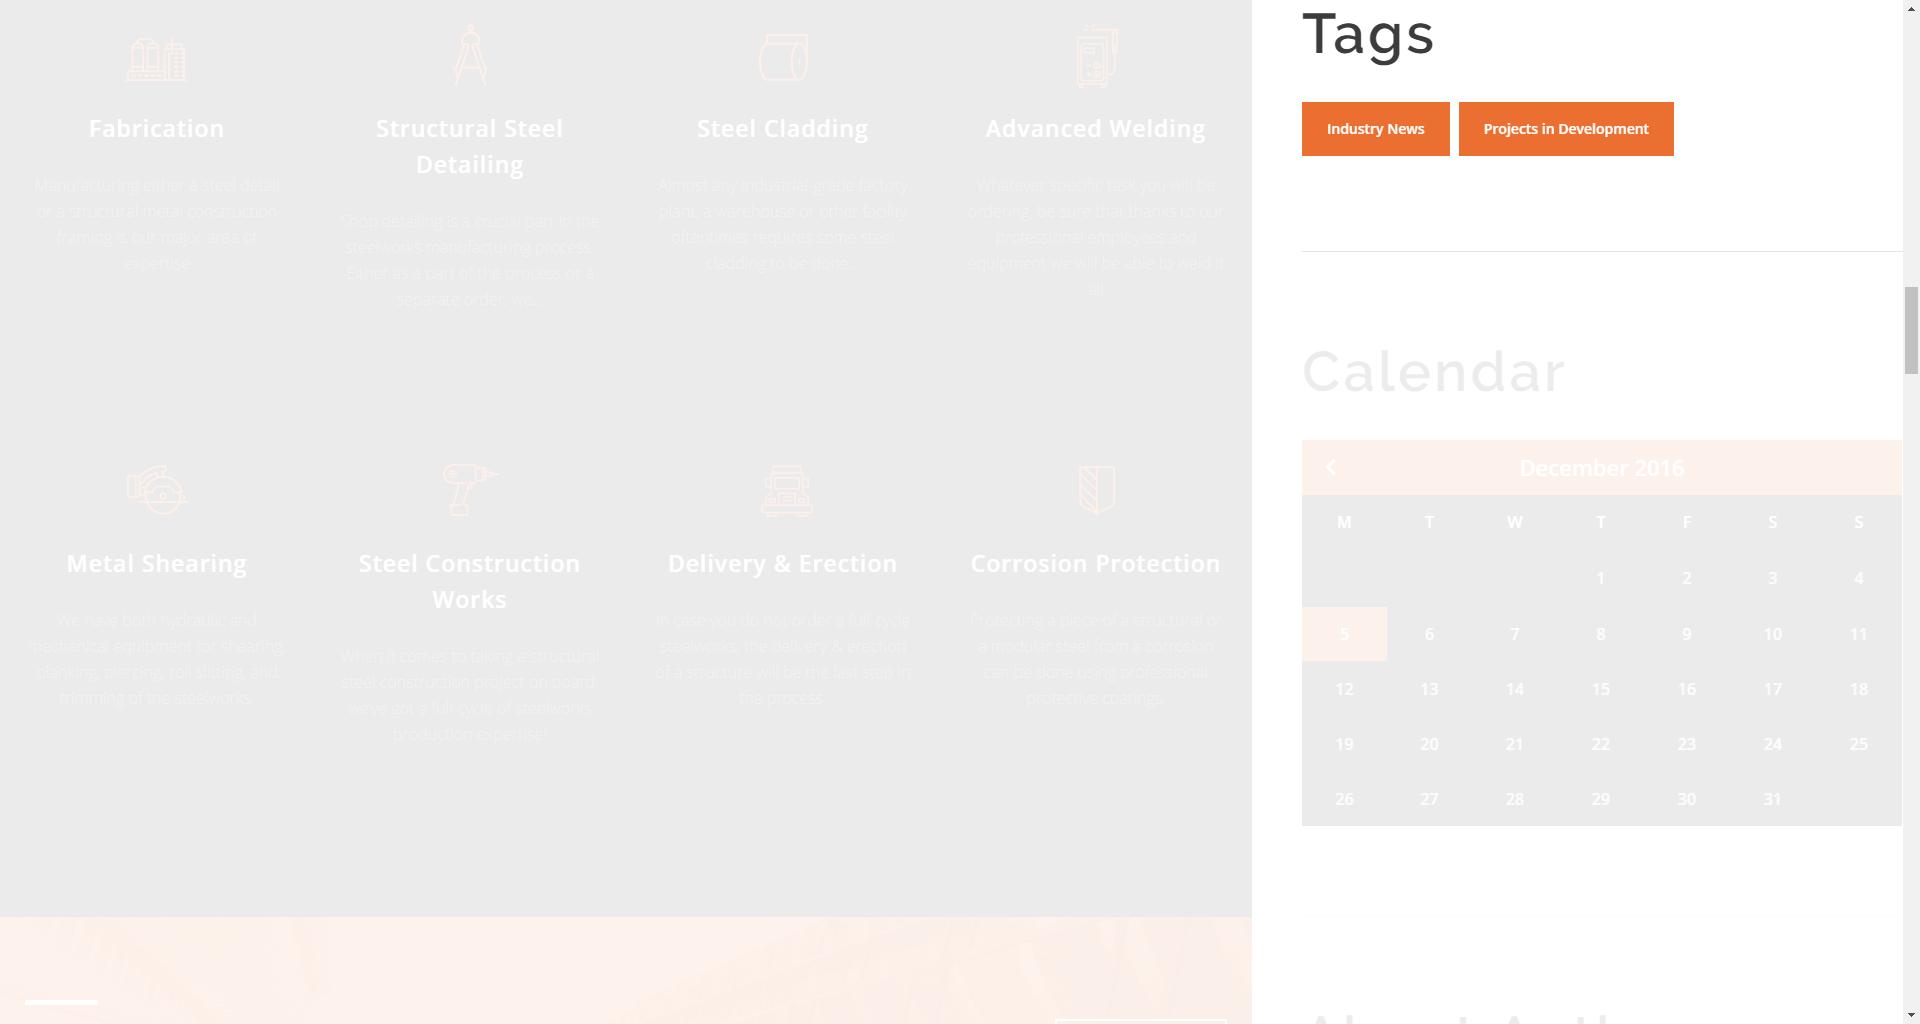 Fabrication
Manufacturing either a steel detail
or a structural metal construction
framing is our major area of
expertise.
Structural Steel
Detailing
Shop detailing is a crucial part in the
steelworks manufacturing process.
Either as a part of the process or a
separate order, we...
Steel Cladding
Almost any industrial-grade factory,
plant, a warehouse or other facility
oftentimes requires some steel
cladding to be done.
Advanced Welding
Whatever specific task you will be
ordering, be sure that thanks to our
professional employees and
equipment we will be able to weld it
all.
Metal Shearing
We have both hydraulic and
mechanical equipment for shearing,
blanking, piercing, roll slitting, and
trimming of the steelworks.
Steel Construction
Works
When it comes to taking a structural
steel construction project on board,
we've got a full-cycle of steelworks
production expertise!
Delivery & Erection
In case you do not order a full-cycle
steelworks, the delivery & erection
of a structure will be the last step in
the process.
Corrosion Protection
Protecting a piece of a structural or
a modular steel from a corrosion
can be done using professional
protective coatings.
Tags
Industry News
Projects in Development
Calendar
December 2016
M T W T F S S
1 2 3 4
5 6 7 8 9 10 11
12 13 14 15 16 17 18
19 20 21 22 23 24 25
26 27 28 29 30 31